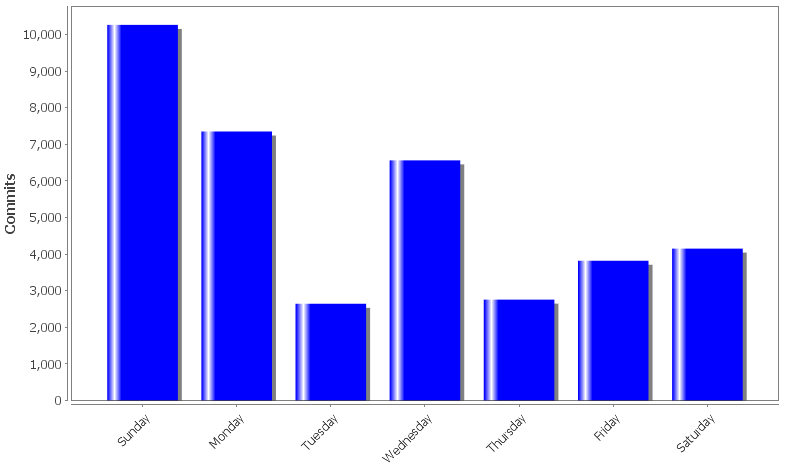 Commits
10,000
9,000
8,000
7,000
6,000
5,000
4,000
3,000
2,000
1,000
0
Sunday
Monday
Tuesday
Wednesday
Thursday
Friday
Saturday